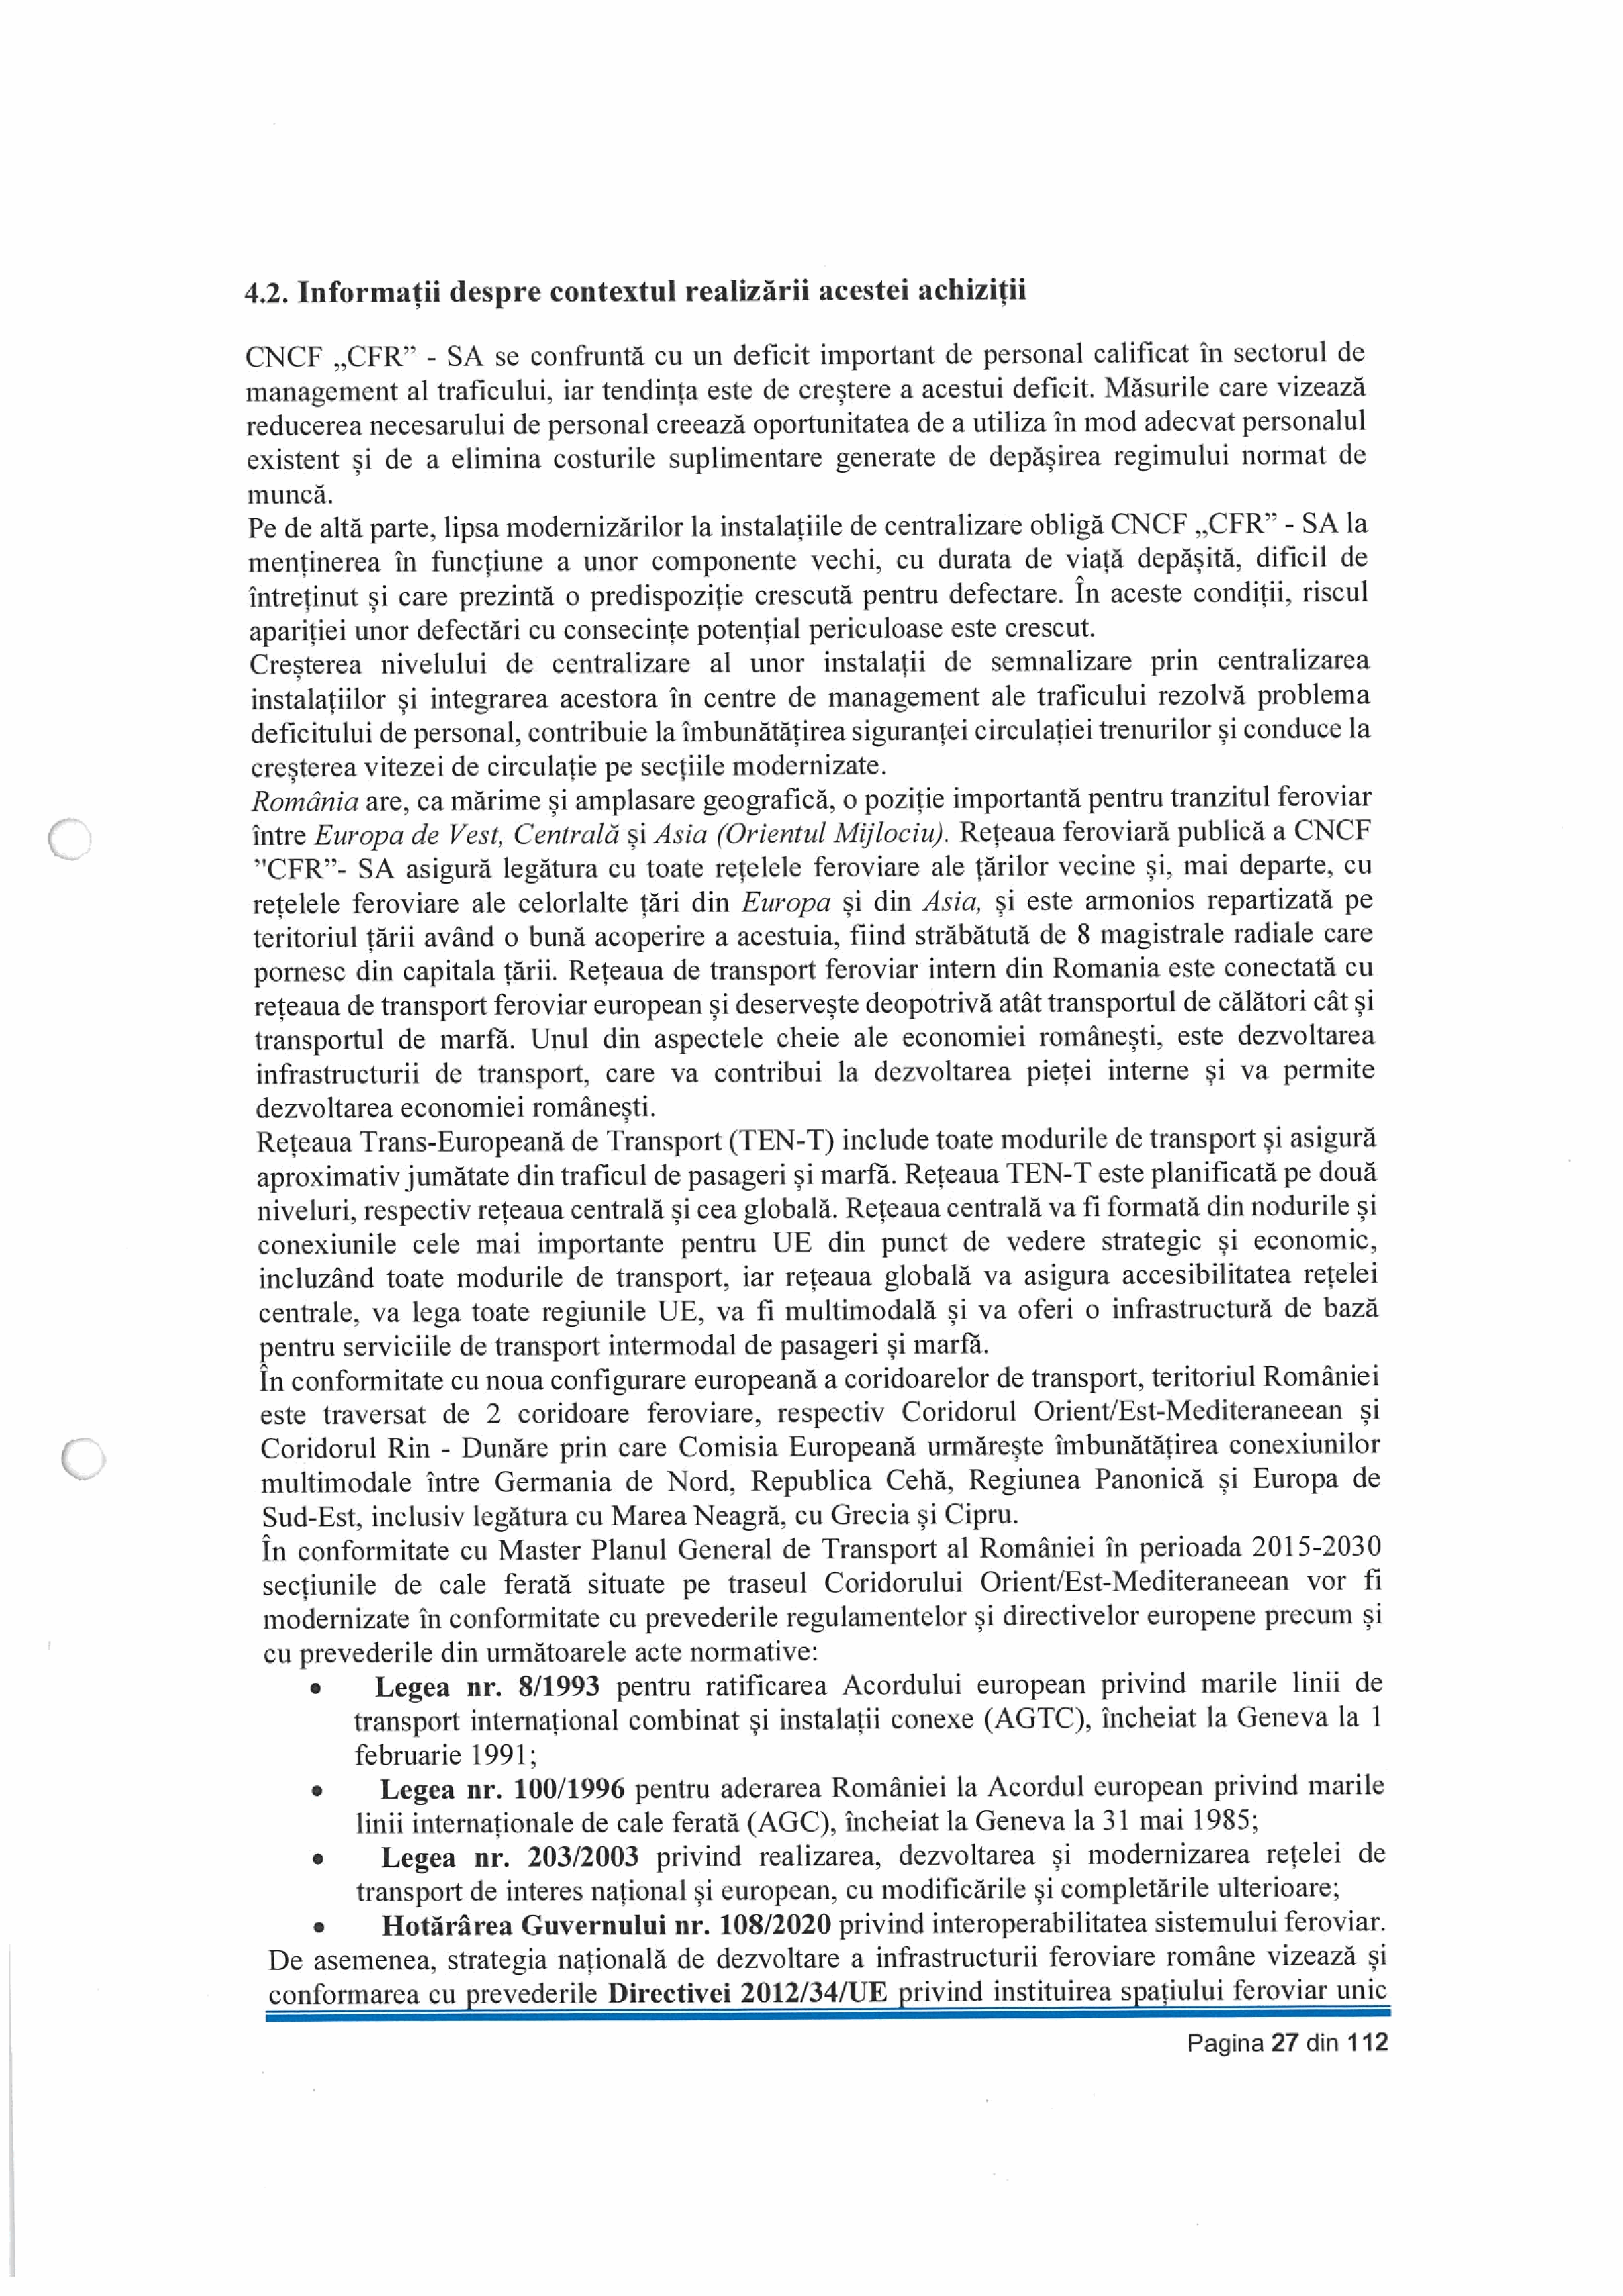 4.2. Informații despre contextul realizării acestei achiziții
CNCF „CFR” - SA se confruntă cu un deficit important de personal calificat în sectorul de
management al traficului, iar tendința este de creștere a acestui deficit. Măsurile care vizează
reducerea necesarului de personal creează oportunitatea de a utiliza în mod adecvat personalul
existent și de a elimina costurile suplimentare generate de depășirea regimului normat de
muncă.
Pe de altă parte, lipsa modernizărilor la instalațiile de centralizare obligă CNCF „CFR” - SA la
menținerea în funcțiune a unor componente vechi, cu durata de viață depășită, dificil de
întreținut și care prezintă o predispoziție crescută pentru defectare. În aceste condiții, riscul
apariției unor defectări cu consecințe potențial periculoase este crescut.
Creșterea nivelului de centralizare al unor instalații de semnalizare prin centralizarea
instalațiilor și integrarea acestora în centre de management ale traficului rezolvă problema
deficitului de personal, contribuie la îmbunătățirea siguranței circulației trenurilor și conduce la
creșterea vitezei de circulație pe secțiile modernizate.
România are, ca mărime și amplasare geografică, o poziție importantă pentru tranzitul feroviar
între Europa de Vest, Centrală și Asia (Orientul Mijlociu). Rețeaua feroviară publică a CNCF
"CFR”- SA asigură legătura cu toate rețelele feroviare ale țărilor vecine și, mai departe, cu
rețelele feroviare ale celorlalte țări din Europa și din Asia, și este armonios repartizată pe
teritoriul țării având o bună acoperire a acestuia, fiind străbătută de 8 magistrale radiale care
pornesc din capitala țării. Rețeaua de transport feroviar intern din Romania este conectată cu
rețeaua de transport feroviar european și deservește deopotrivă atât transportul de călători cât și
transportul de marfă. Unul din aspectele cheie ale economiei românești, este dezvoltarea
infrastructurii de transport, care va contribui la dezvoltarea pieței interne și va permite
dezvoltarea economiei românești.
Rețeaua Trans-Europeană de Transport (TEN-T) include toate modurile de transport și asigură
aproximativ jumătate din traficul de pasageri și marfă. Rețeaua TEN-T este planificată pe două
niveluri, respectiv rețeaua centrală și cea globală. Rețeaua centrală va fi formată din nodurile și
conexiunile cele mai importante pentru UE din punct de vedere strategic și economic,
incluzând toate modurile de transport, iar rețeaua globală va asigura accesibilitatea rețelei
centrale, va lega toate regiunile UE, va fi multimodală și va oferi o infrastructură de bază
pentru serviciile de transport intermodal de pasageri și marfă.
În conformitate cu noua configurare europeană a coridoarelor de transport, teritoriul României
este traversat de 2 coridoare feroviare, respectiv Coridorul Orient/Est-Mediteraneean și
Coridorul Rin - Dunăre prin care Comisia Europeană urmărește îmbunătățirea conexiunilor
multimodale între Germania de Nord, Republica Cehă, Regiunea Panonică și Europa de
Sud-Est, inclusiv legătura cu Marea Neagră, cu Grecia și Cipru.
În conformitate cu Master Planul General de Transport al României în perioada 2015-2030
secțiunile de cale ferată situate pe traseul Coridorului Orient/Est-Mediteraneean vor fi
modernizate în conformitate cu prevederile regulamentelor și directivelor europene precum și
cu prevederile din următoarele acte normative:
• Legea nr. 8/1993 pentru ratificarea Acordului european privind marile linii de
transport internațional combinat și instalații conexe (AGTC), încheiat la Geneva la 1
februarie 1991;
• Legea nr. 100/1996 pentru aderarea României la Acordul european privind marile
linii internaționale de cale ferată (AGC), încheiat la Geneva la 31 mai 1985;
• Legea nr. 203/2003 privind realizarea, dezvoltarea și modernizarea rețelei de
transport de interes național și european, cu modificările și completările ulterioare;
• Hotărârea Guvernului nr. 108/2020 privind interoperabilitatea sistemului feroviar.
De asemenea, strategia națională de dezvoltare a infrastructurii feroviare române vizează și
conformarea cu prevederile Directivei 2012/34/UE privind instituirea spațiului feroviar unic
Pagina 27 din 112